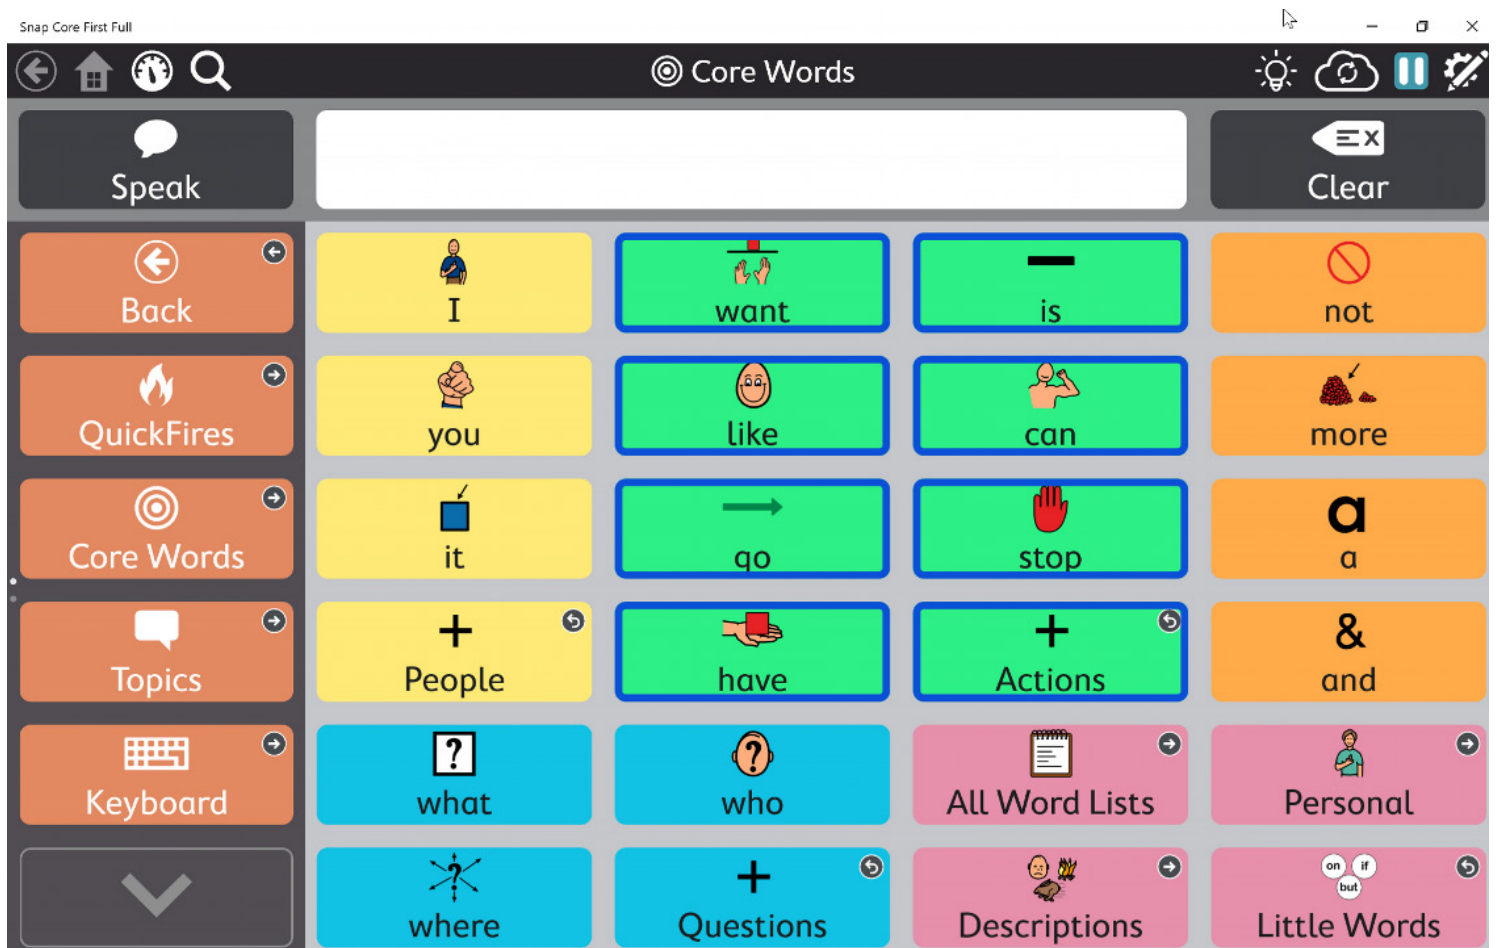 Snap Core First Full
Core Words
Speak
Clear
Back
I
want
is
not
QuickFires
you
like
can
more
Core Words
it
go
stop
a
a
Topics
+
People
have
+
Actions
&
and
Keyboard
?
what
?
who
All Word Lists
Personal
?
where
+
Questions
Descriptions
on if
but
Little Words